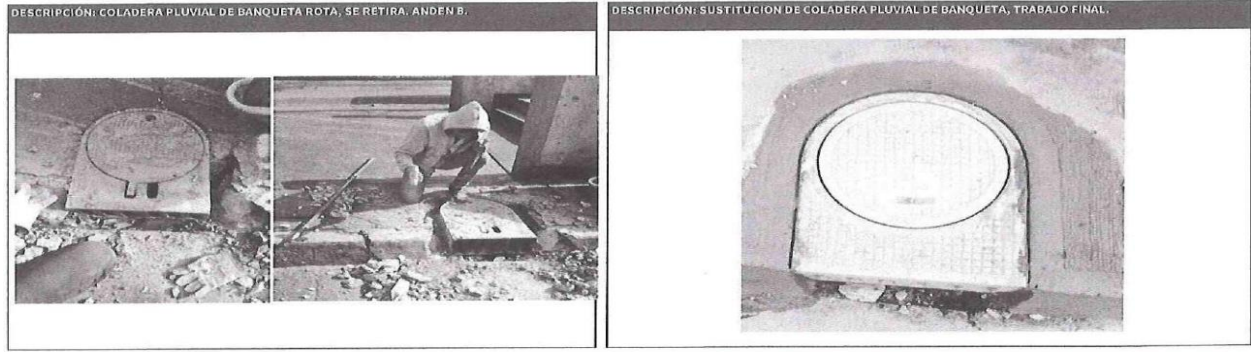 DESCRIPCIÓN: COLADERA PLUVIAL DE BANQUETA ROTA, SE RETIRA. ANDEN B.
DESCRIPCIÓN: SUSTITUCION DE COLADERA PLUVIAL DE BANQUETA, TRABAJO FINAL.